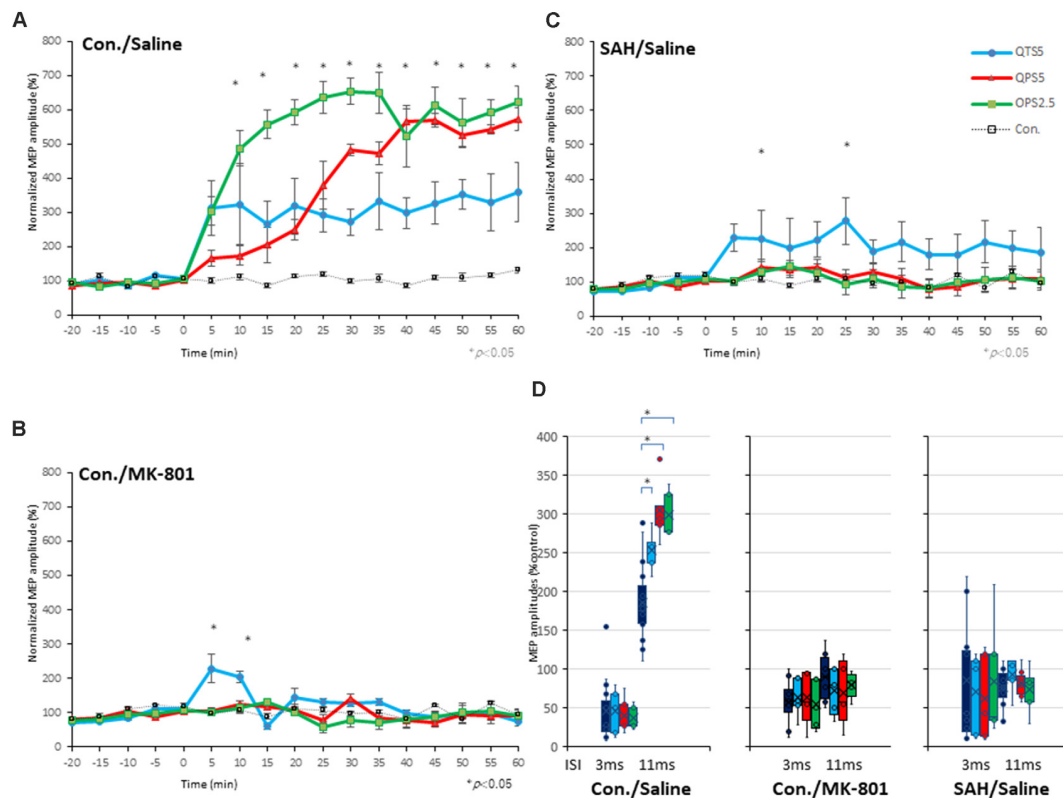 A
Con./Saline
Normalized MEP amplitude (%)
800
700
600
500
400
300
200
100
0
* * * * * * * * * * *
-20 -15 -10 -5 0 5 10 15 20 25 30 35 40 45 50 55 60
Time (min)
*p<0.05
C
SAH/Saline
Normalized MEP amplitude (%)
800
700
600
500
400
300
200
100
0
* *
QTS5
QPS5
OPS2.5
Con.
-20 -15 -10 -5 0 5 10 15 20 25 30 35 40 45 50 55 60
Time (min)
*p<0.05
B
Con./MK-801
Normalized MEP amplitude (%)
800
700
600
500
400
300
200
100
0
* *
-20 -15 -10 -5 0 5 10 15 20 25 30 35 40 45 50 55 60
Time (min)
*p<0.05
D
MEP amplitudes (%control)
400
350
300
250
200
150
100
50
0
*
*
*
ISI 3ms 11ms
Con./Saline
3ms 11ms
Con./MK-801
3ms 11ms
SAH/Saline